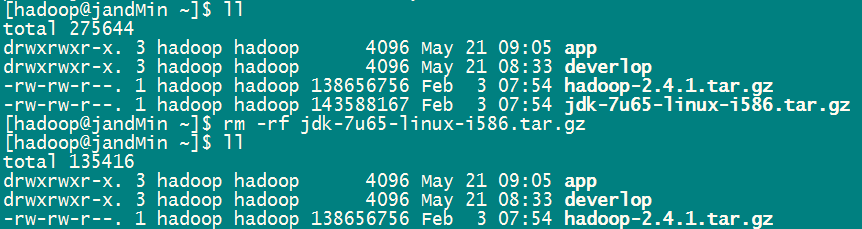 [hadoop@jandMin ~]$ ll
total 275644
drwxrwxr-x. 3 hadoop hadoop      4096 May 21 09:05 app
drwxrwxr-x. 3 hadoop hadoop      4096 May 21 08:33 deverlop
-rw-rw-r--. 1 hadoop hadoop 138656756 Feb  3 07:54 hadoop-2.4.1.tar.gz
-rw-rw-r--. 1 hadoop hadoop 143588167 Feb  3 07:54 jdk-7u65-linux-i586.tar.gz
[hadoop@jandMin ~]$ rm -rf jdk-7u65-linux-i586.tar.gz
[hadoop@jandMin ~]$ ll
total 135416
drwxrwxr-x. 3 hadoop hadoop      4096 May 21 09:05 app
drwxrwxr-x. 3 hadoop hadoop      4096 May 21 08:33 deverlop
-rw-rw-r--. 1 hadoop hadoop 138656756 Feb  3 07:54 hadoop-2.4.1.tar.gz